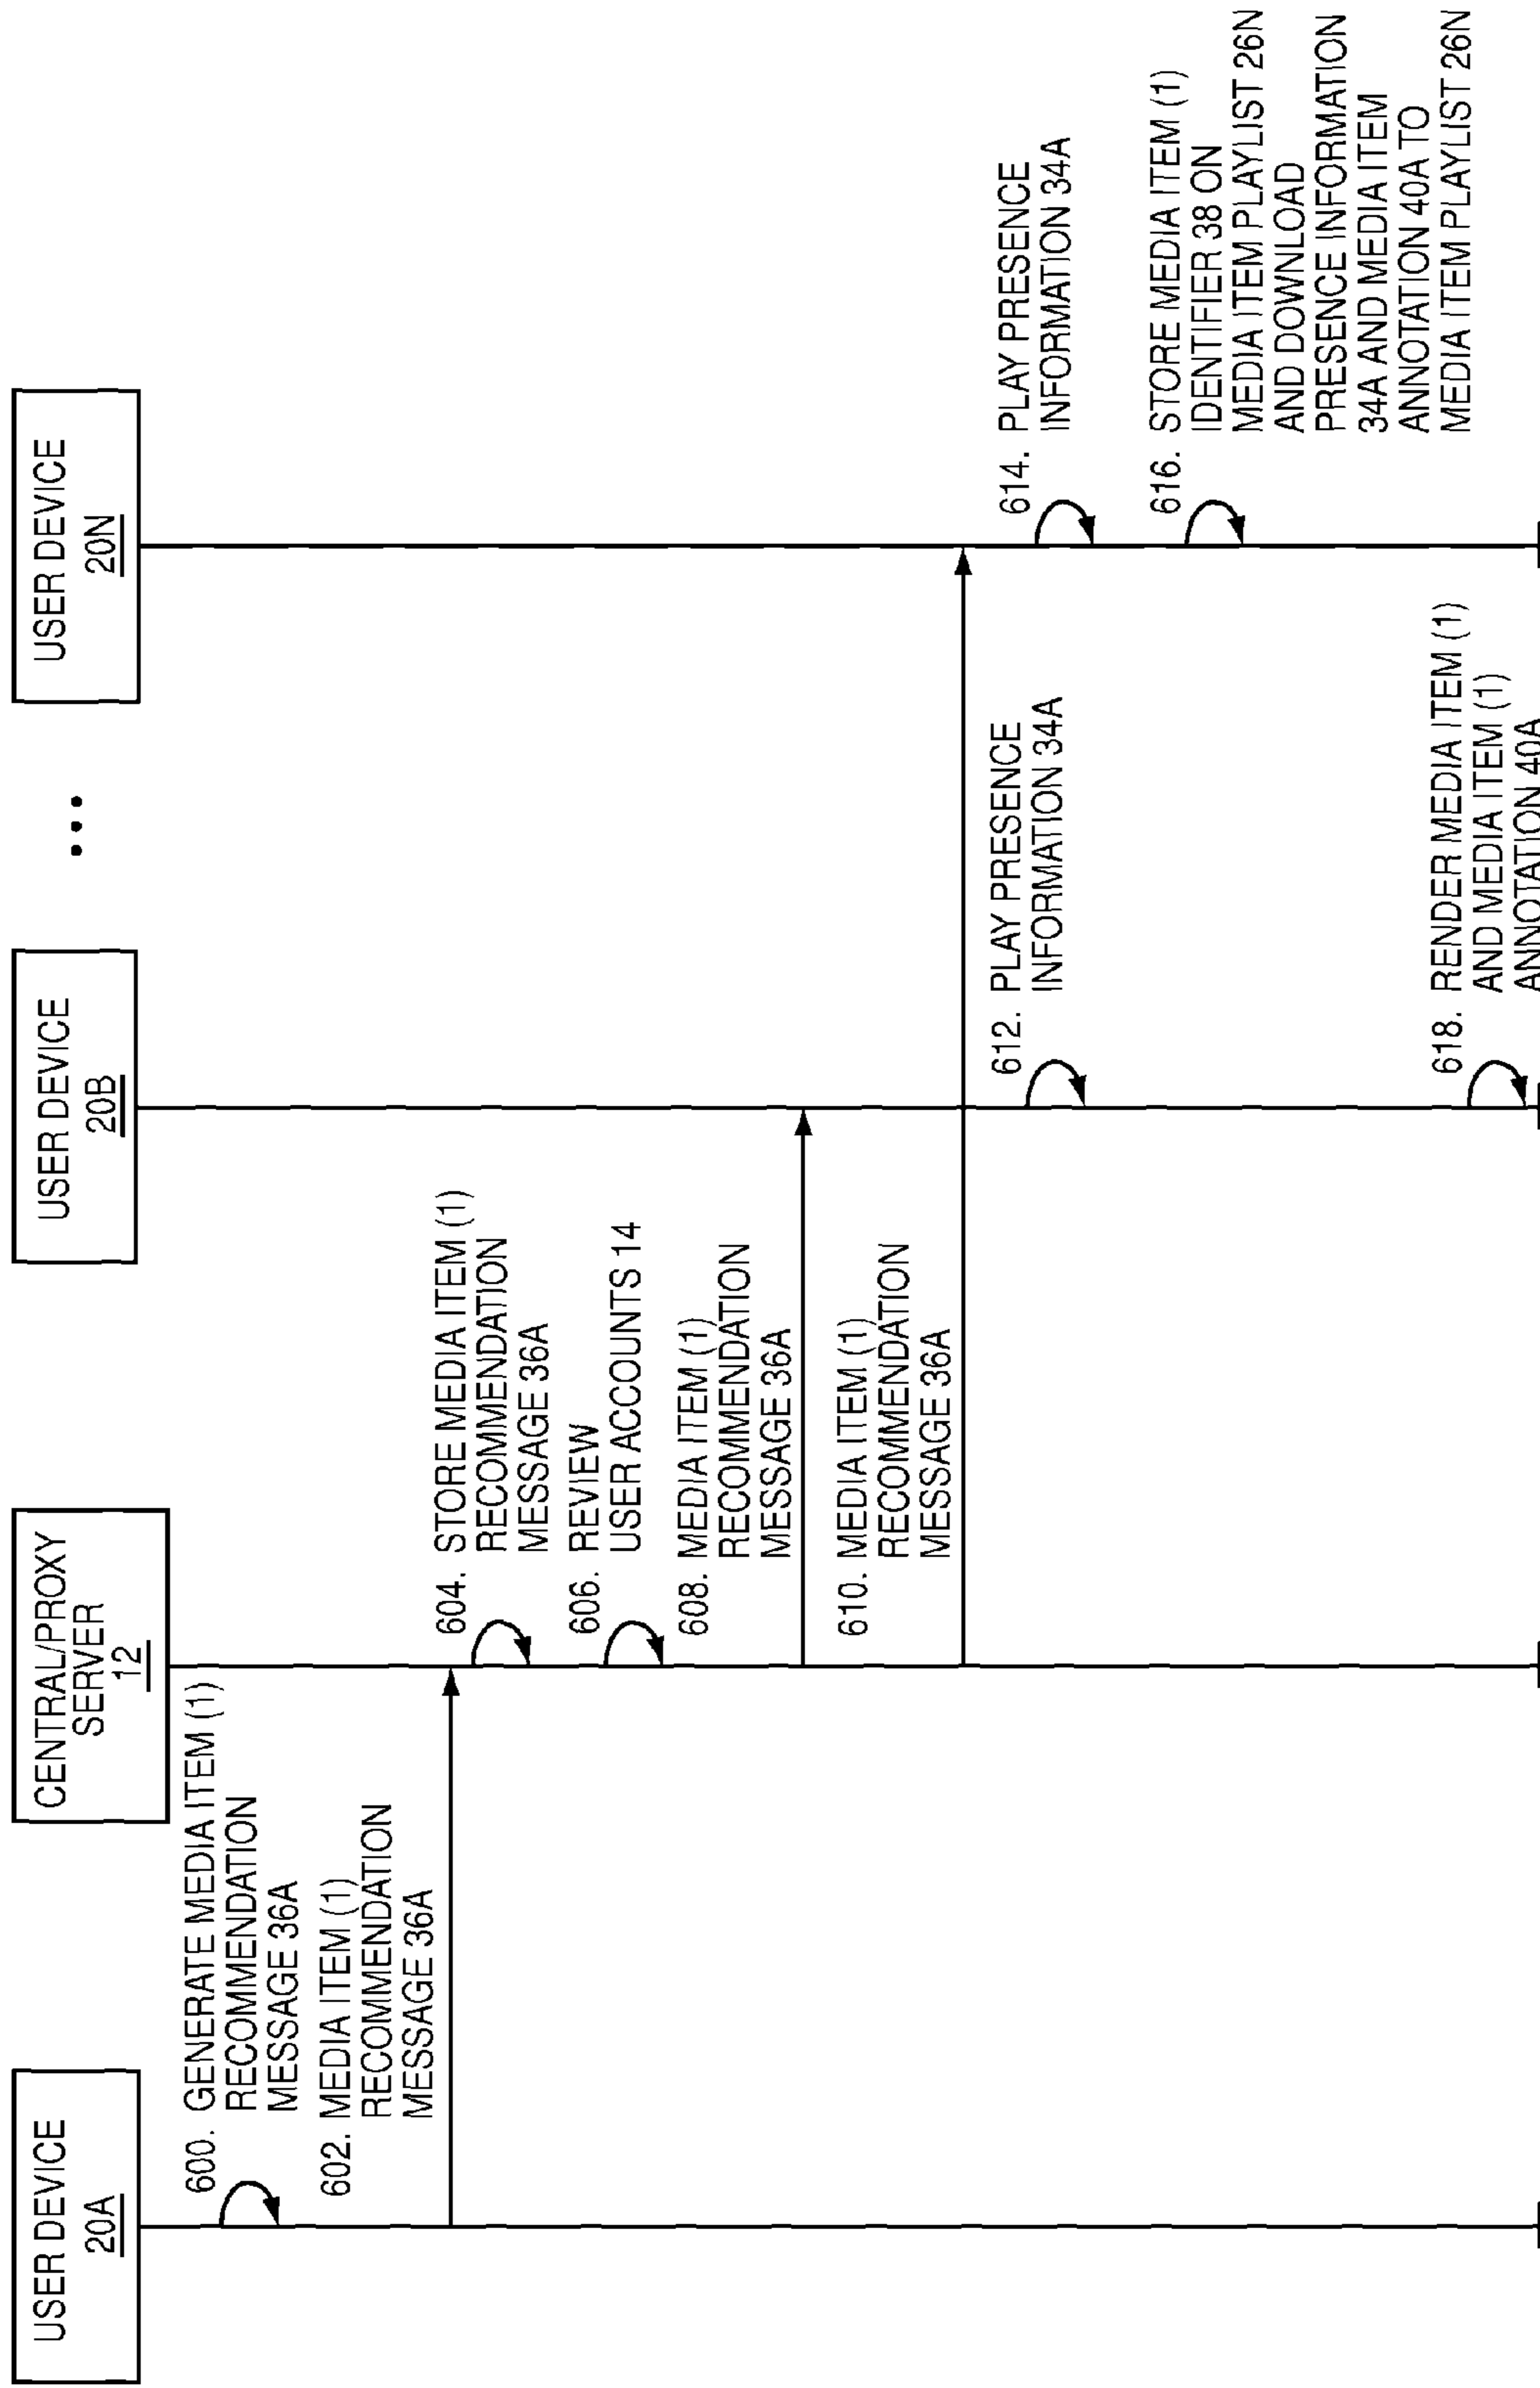 USER DEVICE
20A
CENTRAL/PROXY
SERVER
12
USER DEVICE
20B
...
USER DEVICE
20N
600. GENERATE MEDIA ITEM (1)
RECOMMENDATION
MESSAGE 36A
602. MEDIA ITEM (1)
RECOMMENDATION
MESSAGE 36A
604. STORE MEDIA ITEM (1)
RECOMMENDATION
MESSAGE 36A
606. REVIEW
USER ACCOUNTS 14
608. MEDIA ITEM (1)
RECOMMENDATION
MESSAGE 36A
610. MEDIA ITEM (1)
RECOMMENDATION
MESSAGE 36A
612. PLAY PRESENCE
INFORMATION 34A
614. PLAY PRESENCE
INFORMATION 34A
616. STORE MEDIA ITEM (1)
IDENTIFIER 38 ON
MEDIA ITEM PLAYLIST 26N
AND DOWNLOAD
PRESENCE INFORMATION
34A AND MEDIA ITEM
ANNOTATION 40A TO
MEDIA ITEM PLAYLIST 26N
618. RENDER MEDIA ITEM (1)
AND MEDIA ITEM (1)
ANNOTATION 40A